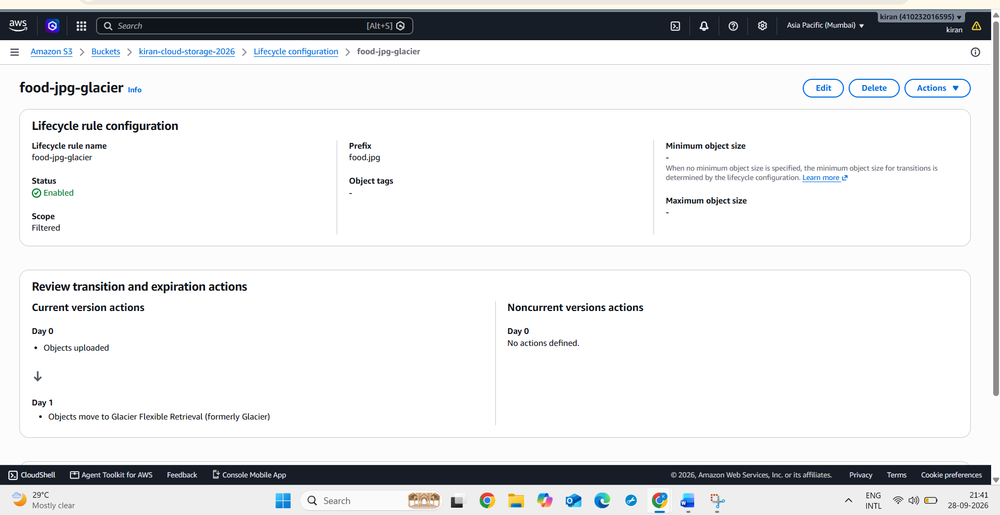 aws
Search [Alt+S]
Asia Pacific (Mumbai)
kiran (410232016595)
kiran
Amazon S3 > Buckets > kiran-cloud-storage-2026 > Lifecycle configuration > food-jpg-glacier
food-jpg-glacier Info
Edit
Delete
Actions
Lifecycle rule configuration
Lifecycle rule name
food-jpg-glacier
Status
Enabled
Scope
Filtered
Prefix
food.jpg
Object tags
-
Minimum object size
-
When no minimum object size is specified, the minimum object size for transitions is
determined by the lifecycle configuration. Learn more
Maximum object size
-
Review transition and expiration actions
Current version actions
Day 0
• Objects uploaded
↓
Day 1
• Objects move to Glacier Flexible Retrieval (formerly Glacier)
Noncurrent versions actions
Day 0
No actions defined.
CloudShell
Agent Toolkit for AWS
Feedback
Console Mobile App
© 2026, Amazon Web Services, Inc. or its affiliates.
Privacy
Terms
Cookie preferences
29°C
Mostly clear
Search
ENG
INTL
21:41
28-09-2026